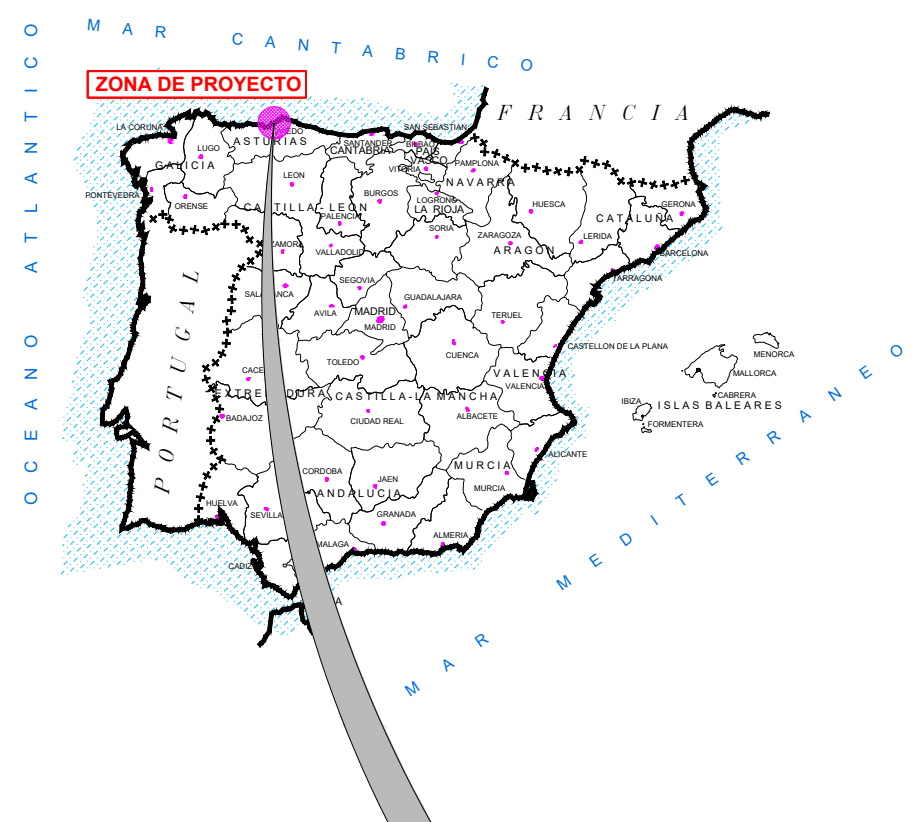 MAR CANTABRICO
OCEANO ATLANTICO
ZONA DE PROYECTO
FRANCIA
LA CORUÑA
LUGO
GALICIA
ASTURIAS
SANTANDER
CANTABRIA
BILBAO
SAN SEBASTIAN
PAIS
VASCO
VITORIA
PAMPLONA
NAVARRA
PONTEVEDRA
ORENSE
LEON
CASTILLA-LEON
PALENCIA
BURGOS
LOGROÑO
LA RIOJA
HUESCA
CATALUÑA
GERONA
ZAMORA
VALLADOLID
SORIA
ZARAGOZA
ARAGON
LERIDA
BARCELONA
TARRAGONA
PORTUGAL
SEGOVIA
AVILA
MADRID
MADRID
GUADALAJARA
TERUEL
TOLEDO
CUENCA
CASTELLON DE LA PLANA
VALENCIA
VALENCIA
MENORCA
MALLORCA
CABRERA
IBIZA
ISLAS BALEARES
FORMENTERA
BADAJOZ
CASTILLA-LA MANCHA
CIUDAD REAL
ALBACETE
ALICANTE
MURCIA
MURCIA
CORDOBA
JAEN
ANDALUCIA
HUELVA
SEVILLA
GRANADA
ALMERIA
MALAGA
MAR MEDITERRANEO